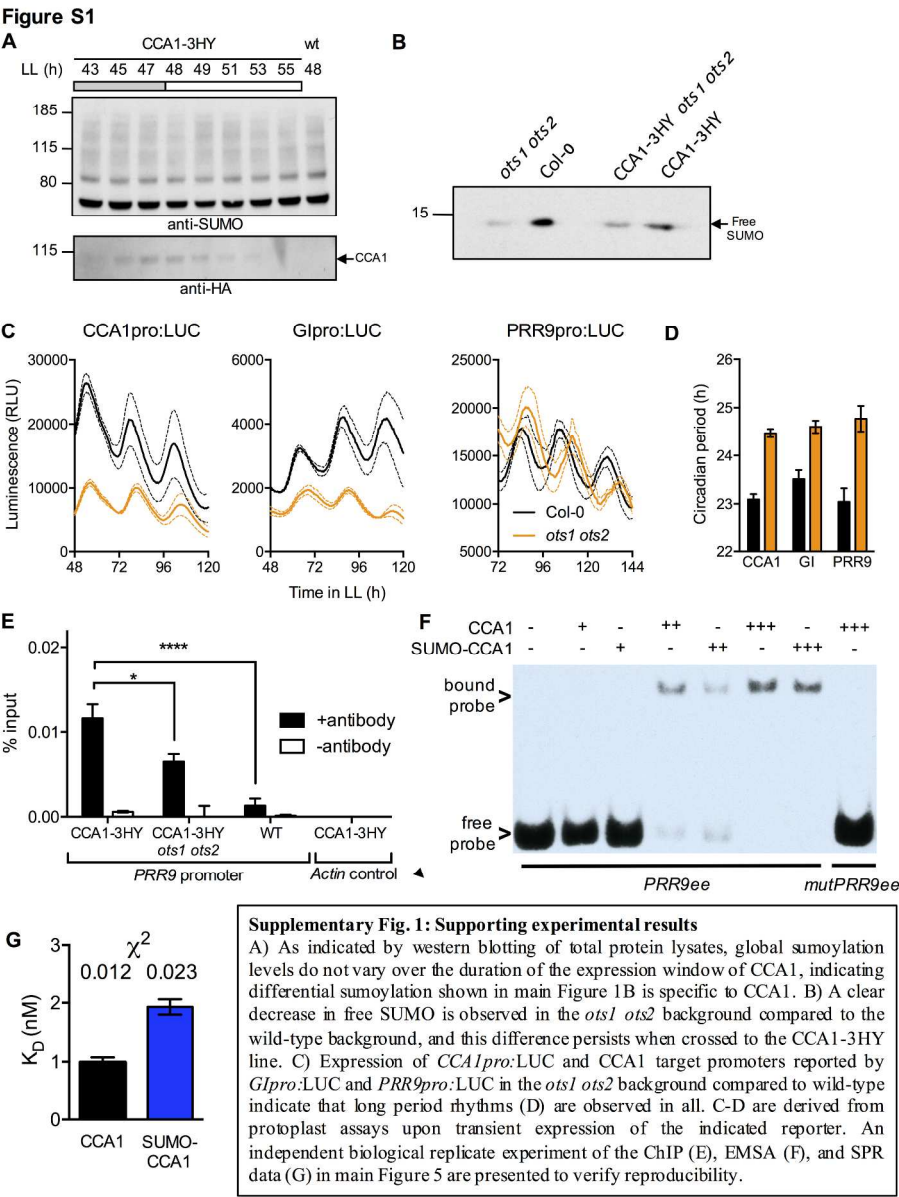 Figure S1
A
CCA1-3HY wt
LL (h) 43 45 47 48 49 51 53 55 48
185
115
80
anti-SUMO
115
CCA1
anti-HA
B
ots1 ots2
Col-0
CCA1-3HY ots1 ots2
CCA1-3HY
15
Free
SUMO
C
CCA1pro:LUC
GIpro:LUC
PRR9pro:LUC
Luminescence (RLU)
30000
20000
10000
0
48 72 96 120
6000
4000
2000
0
48 72 96 120
25000
20000
15000
10000
5000
72 96 120 144
Col-0
ots1 ots2
Time in LL (h)
D
Circadian period (h)
26
25
24
23
22
CCA1 GI PRR9
E
% input
0.02
0.01
0.00
****
*
+antibody
-antibody
CCA1-3HY CCA1-3HY WT CCA1-3HY
ots1 ots2
PRR9 promoter Actin control
F
CCA1 - + - ++ - +++ - +++
SUMO-CCA1 - - + - ++ - +++ -
bound
probe
free
probe
PRR9ee mutPRR9ee
G
χ2
0.012 0.023
KD (nM)
3
2
1
0
CCA1 SUMO-
CCA1
Supplementary Fig. 1: Supporting experimental results
A) As indicated by western blotting of total protein lysates, global sumoylation
levels do not vary over the duration of the expression window of CCA1, indicating
differential sumoylation shown in main Figure 1B is specific to CCA1. B) A clear
decrease in free SUMO is observed in the ots1 ots2 background compared to the
wild-type background, and this difference persists when crossed to the CCA1-3HY
line. C) Expression of CCA1pro:LUC and CCA1 target promoters reported by
GIpro:LUC and PRR9pro:LUC in the ots1 ots2 background compared to wild-type
indicate that long period rhythms (D) are observed in all. C-D are derived from
protoplast assays upon transient expression of the indicated reporter. An
independent biological replicate experiment of the ChIP (E), EMSA (F), and SPR
data (G) in main Figure 5 are presented to verify reproducibility.